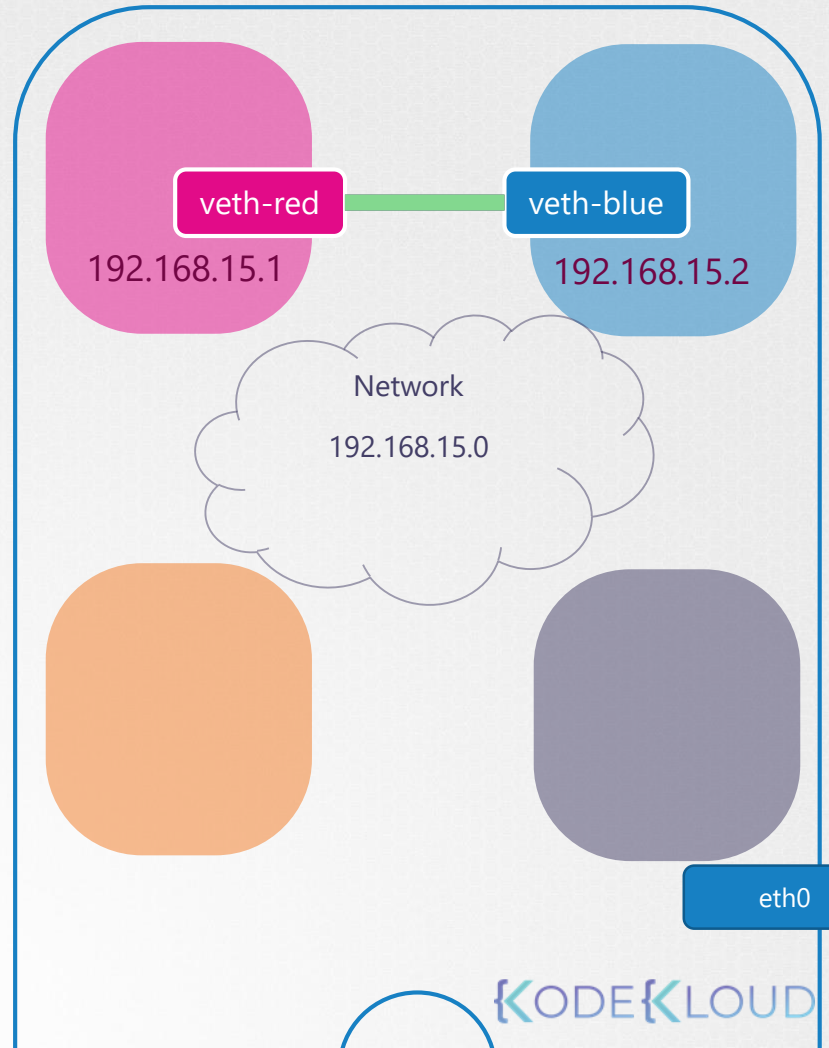 veth-red
veth-blue
192.168.15.1
192.168.15.2
Network
192.168.15.0
eth0
KODEKLOUD